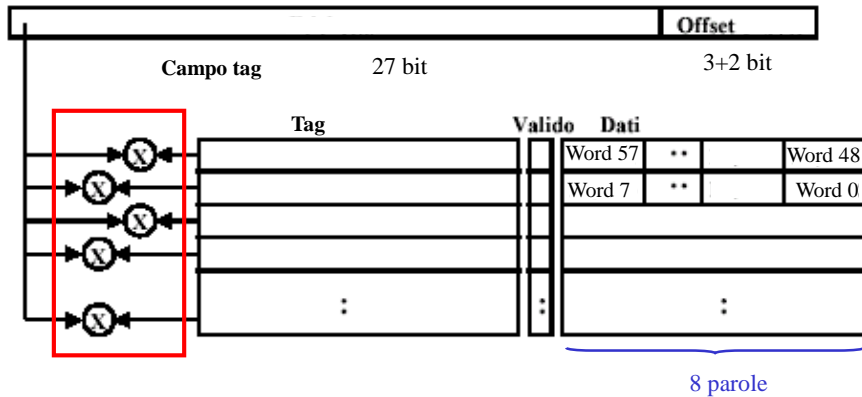 Offset
Campo tag 27 bit 3+2 bit
Tag Valido Dati
X Word 57 .. Word 48
X Word 7 .. Word 0
X
X
X : : :
8 parole